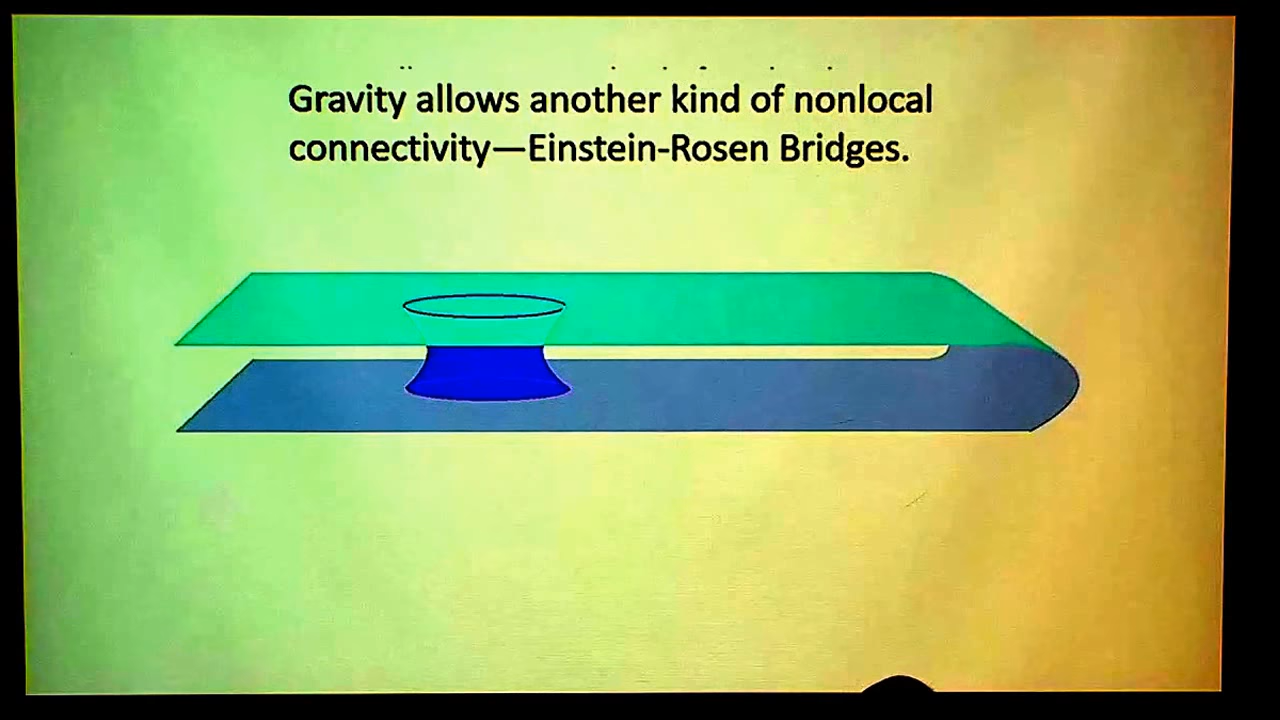 Gravity allows another kind of nonlocal
connectivity—Einstein-Rosen Bridges.